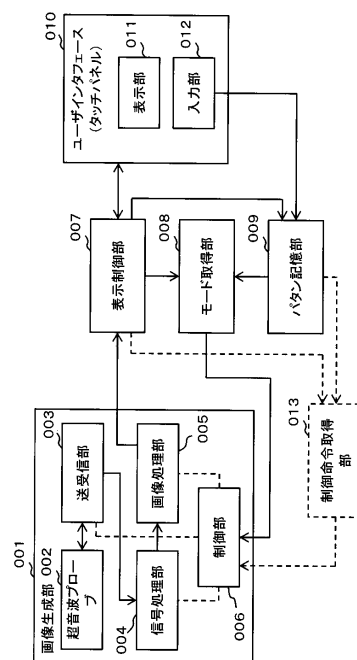 001
画像生成部
002
超音波プロー
ブ
003
送受信部
004
信号処理部
005
画像処理部
006
制御部
007
表示制御部
008
モード取得部
009
パタン記憶部
010
ユーザインタフェース
(タッチパネル)
011
表示部
012
入力部
013
制御命令取得
部